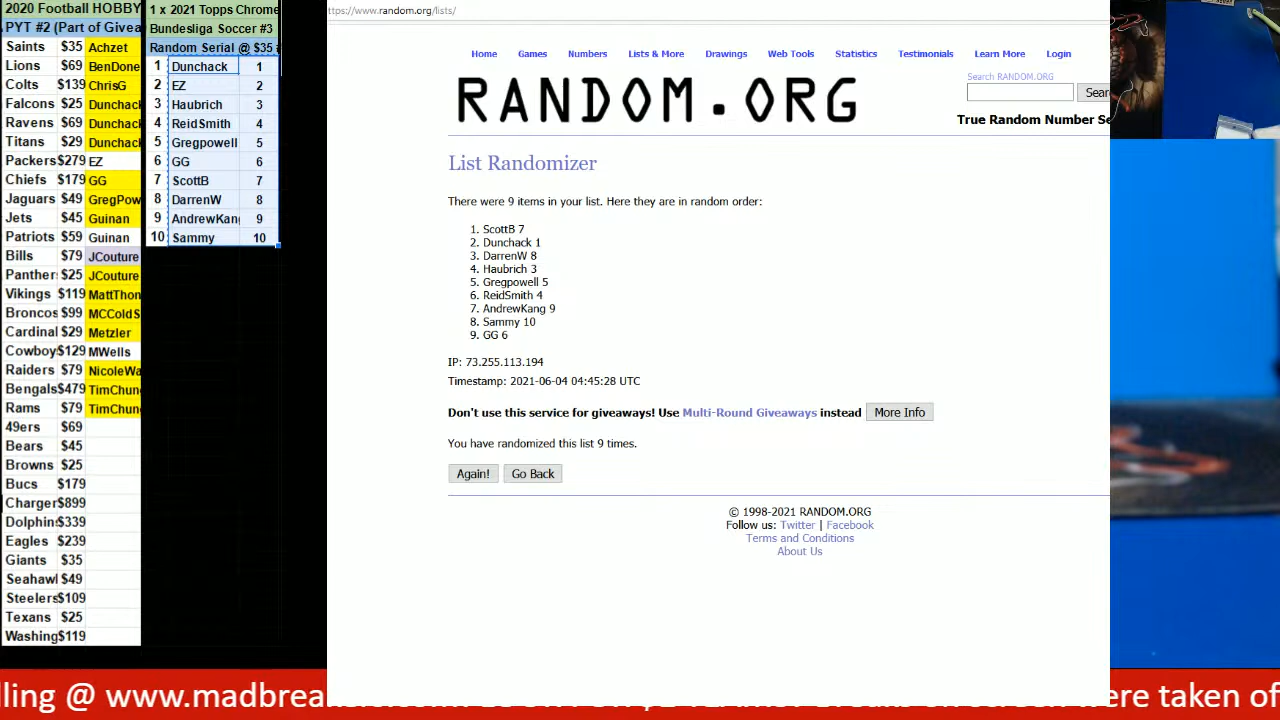 2020 Football HOBBY
PYT #2 (Part of Givea
Saints $35 Achzet
Lions $69 BenDone
Colts $139 ChrisG
Falcons $25 Dunchack
Ravens $69 Dunchack
Titans $29 Dunchack
Packers $279 EZ
Chiefs $179 GG
Jaguars $49 GregPow
Jets $45 Guinan
Patriots $59 Guinan
Bills $79 JCouture
Panthers $25 JCouture
Vikings $119 MattThon
Broncos $99 MCColdS
Cardinal $29 Metzler
Cowboy $129 MWells
Raiders $79 NicoleWa
Bengals $479 TimChung
Rams $79 TimChung
49ers $69
Bears $45
Browns $25
Bucs $179
Charger $899
Dolphins $339
Eagles $239
Giants $35
Seahawl $49
Steelers $109
Texans $25
Washing $119
1 x 2021 Topps Chrome
Bundesliga Soccer #3
Random Serial @ $35
1 Dunchack 1
2 EZ 2
3 Haubrich 3
4 ReidSmith 4
5 Gregpowell 5
6 GG 6
7 ScottB 7
8 DarrenW 8
9 AndrewKang 9
10 Sammy 10
https://www.random.org/lists/
Home Games Numbers Lists & More Drawings Web Tools Statistics Testimonials Learn More Login
RANDOM.ORG
Search RANDOM.ORG
Sear
True Random Number Se
List Randomizer
There were 9 items in your list. Here they are in random order:
1. ScottB 7
2. Dunchack 1
3. DarrenW 8
4. Haubrich 3
5. Gregpowell 5
6. ReidSmith 4
7. AndrewKang 9
8. Sammy 10
9. GG 6
IP: 73.255.113.194
Timestamp: 2021-06-04 04:45:28 UTC
Don't use this service for giveaways! Use Multi-Round Giveaways instead More Info
You have randomized this list 9 times.
Again! Go Back
© 1998-2021 RANDOM.ORG
Follow us: Twitter | Facebook
Terms and Conditions
About Us
lling @ www.madbrea
ere taken of